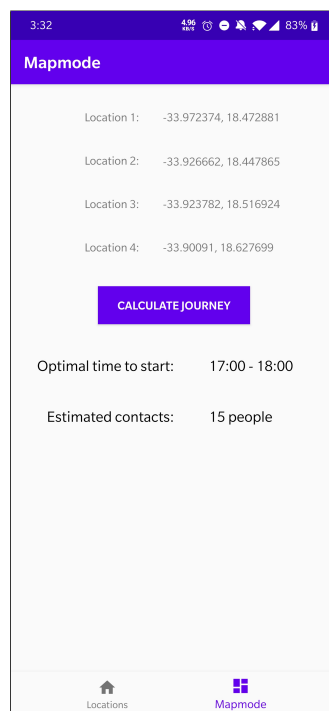 3:32 4.96 KB/S 83%
Mapmode
Location 1: -33.972374, 18.472881
Location 2: -33.926662, 18.447865
Location 3: -33.923782, 18.516924
Location 4: -33.90091, 18.627699
CALCULATE JOURNEY
Optimal time to start: 17:00 - 18:00
Estimated contacts: 15 people
Locations Mapmode